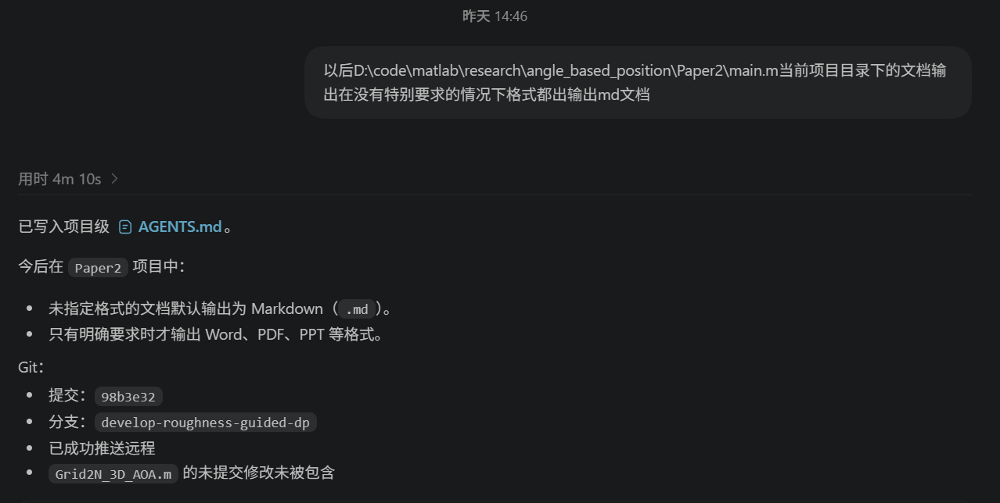 昨天 14:46
以后D:\code\matlab\research\angle_based_position\Paper2\main.m当前项目目录下的文档输
出在没有特别要求的情况下格式都出输出md文档
用时 4m 10s
已写入项目级 AGENTS.md。
今后在 Paper2 项目中：
未指定格式的文档默认输出为 Markdown（.md）。
只有明确要求时才输出 Word、PDF、PPT 等格式。
Git：
提交：98b3e32
分支：develop-roughness-guided-dp
已成功推送远程
Grid2N_3D_AOA.m 的未提交修改未被包含